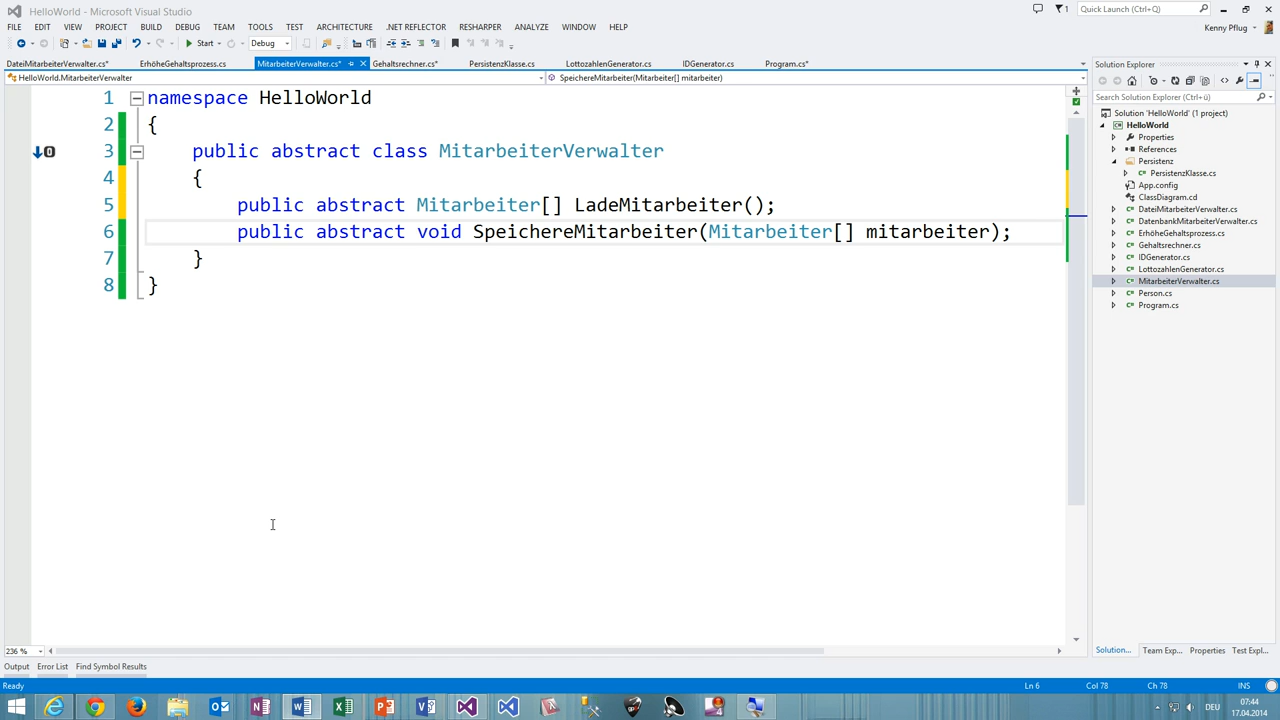 HelloWorld - Microsoft Visual Studio
1
Quick Launch (Ctrl+Q)
FILE EDIT VIEW PROJECT BUILD DEBUG TEAM TOOLS TEST ARCHITECTURE .NET REFLECTOR RESHARPER ANALYZE WINDOW HELP
Kenny Pflug
Start
Debug
DateiMitarbeiterVerwalter.cs* ErhöheGehaltsprozess.cs MitarbeiterVerwalter.cs* Gehaltsrechner.cs* PersistenzKlasse.cs LottozahlenGenerator.cs IDGenerator.cs Program.cs*
HelloWorld.MitarbeiterVerwalter
SpeichereMitarbeiter(Mitarbeiter[] mitarbeiter)
1 namespace HelloWorld
2 {
3 public abstract class MitarbeiterVerwalter
4 {
5 public abstract Mitarbeiter[] LadeMitarbeiter();
6 public abstract void SpeichereMitarbeiter(Mitarbeiter[] mitarbeiter);
7 }
8 }
236 %
Solution Explorer
Search Solution Explorer (Ctrl+ü)
Solution 'HelloWorld' (1 project)
HelloWorld
Properties
References
Persistenz
PersistenzKlasse.cs
App.config
ClassDiagram.cd
DateiMitarbeiterVerwalter.cs
DatenbankMitarbeiterVerwalter.cs
ErhöheGehaltsprozess.cs
Gehaltsrechner.cs
IDGenerator.cs
LottozahlenGenerator.cs
MitarbeiterVerwalter.cs
Person.cs
Program.cs
Solution... Team Exp... Properties Test Expl...
Output Error List Find Symbol Results
Ready
Ln 6 Col 78 Ch 78 INS
DEU
07:44
17.04.2014